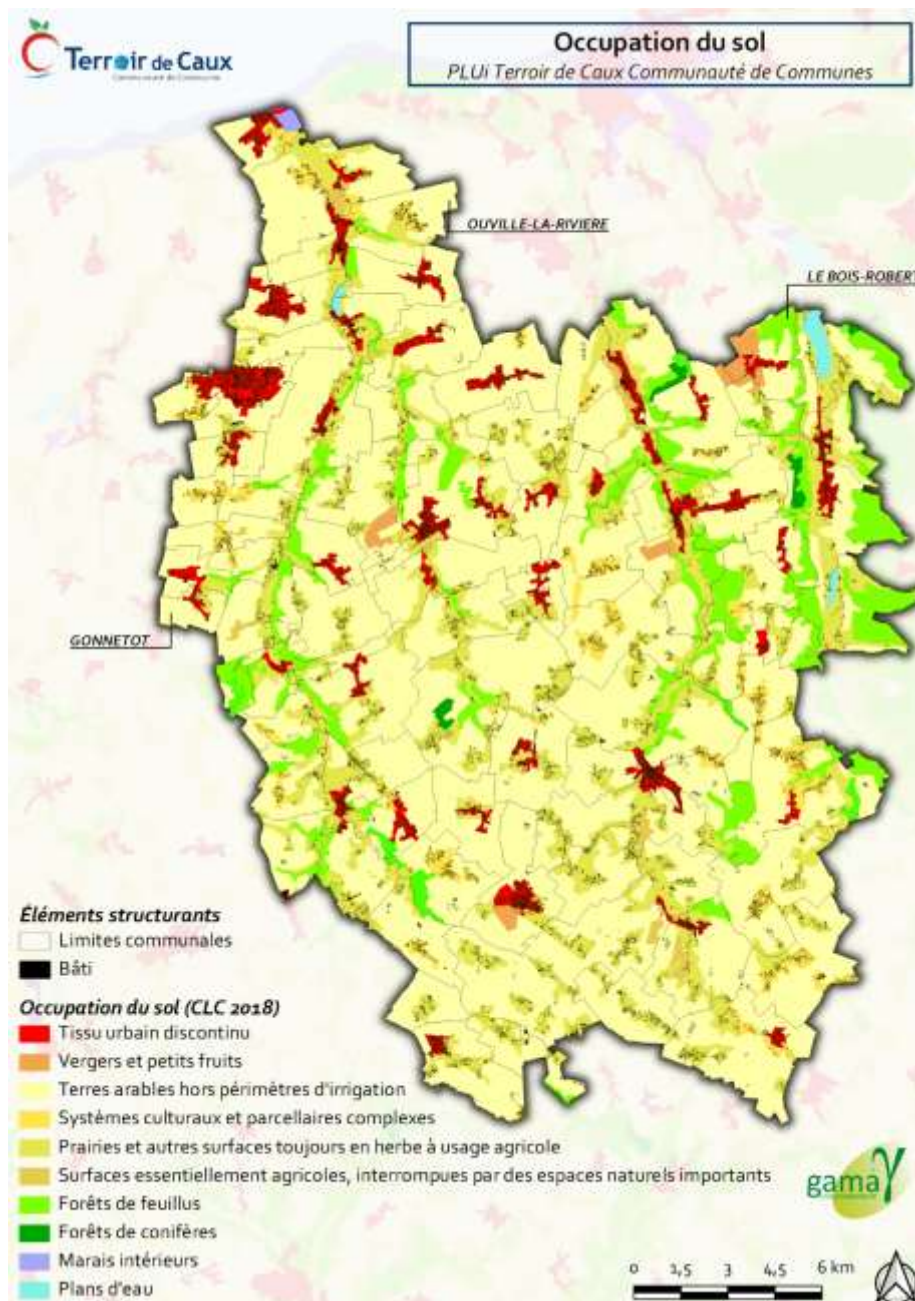 Terroir de Caux
Communauté de Communes
Occupation du sol
PLUi Terroir de Caux Communauté de Communes
OUVILLE-LA-RIVIERE
LE BOIS-ROBERT
GONNETOT
Éléments structurants
Limites communales
Bâti
Occupation du sol (CLC 2018)
Tissu urbain discontinu
Vergers et petits fruits
Terres arables hors périmètres d'irrigation
Systèmes culturaux et parcellaires complexes
Prairies et autres surfaces toujours en herbe à usage agricole
Surfaces essentiellement agricoles, interrompues par des espaces naturels importants
Forêts de feuillus
Forêts de conifères
Marais intérieurs
Plans d'eau
gama
0 1,5 3 4,5 6 km